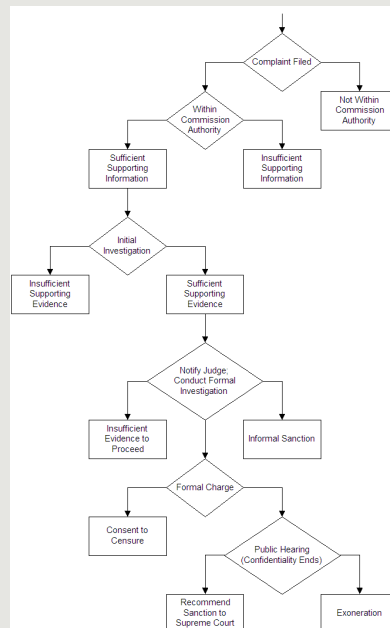 Complaint Filed
Not Within
Commission
Authority
Within
Commission
Authority
Sufficient
Supporting
Information
Insufficient
Supporting
Information
Initial
Investigation
Insufficient
Supporting
Evidence
Sufficient
Supporting
Evidence
Notify Judge;
Conduct Formal
Investigation
Insufficient
Evidence to
Proceed
Informal Sanction
Formal Charge
Consent to
Censure
Public Hearing
(Confidentiality Ends)
Recommend
Sanction to
Supreme Court
Exoneration